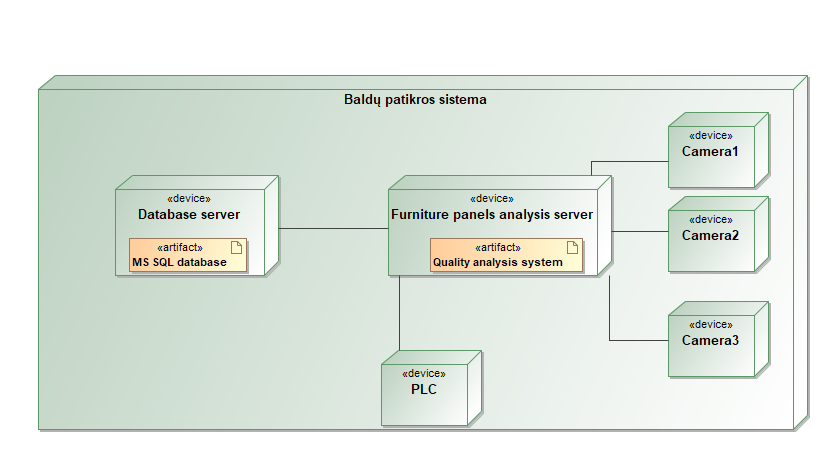 Baldų patikros sistema
«device»
Camera1
«device»
Database server
«artifact»
MS SQL database
«device»
Furniture panels analysis server
«artifact»
Quality analysis system
«device»
Camera2
«device»
Camera3
«device»
PLC